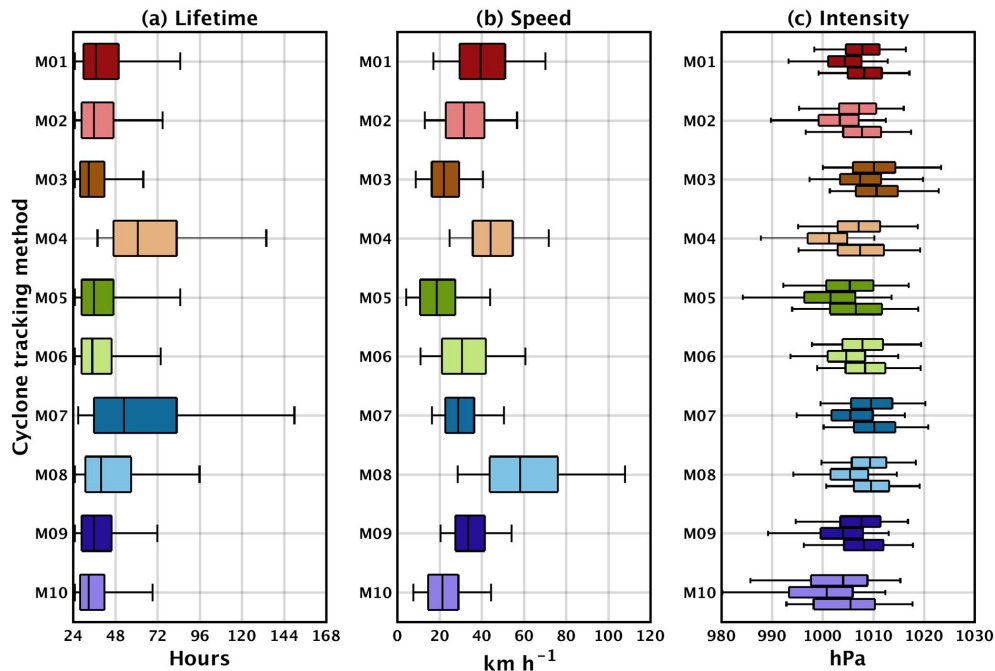 (a) Lifetime
(b) Speed
(c) Intensity
Cyclone tracking method
M01
M02
M03
M04
M05
M06
M07
M08
M09
M10
24 48 72 96 120 144 168
Hours
M01
M02
M03
M04
M05
M06
M07
M08
M09
M10
0 20 40 60 80 100 120
km h⁻¹
M01
M02
M03
M04
M05
M06
M07
M08
M09
M10
980 990 1000 1010 1020 1030
hPa